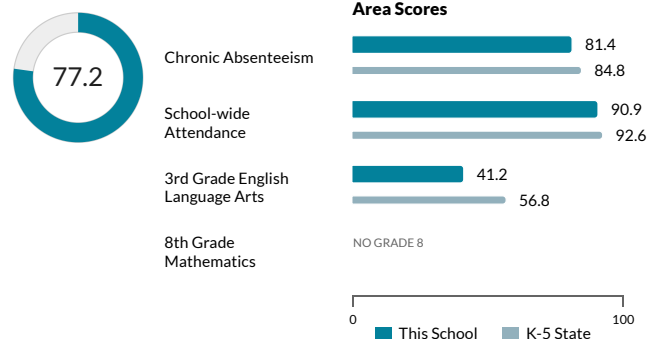 Area Scores
77.2
Chronic Absenteeism
81.4
84.8
School-wide
Attendance
90.9
92.6
3rd Grade English
Language Arts
41.2
56.8
8th Grade
Mathematics
NO GRADE 8
0
100
This School
K-5 State